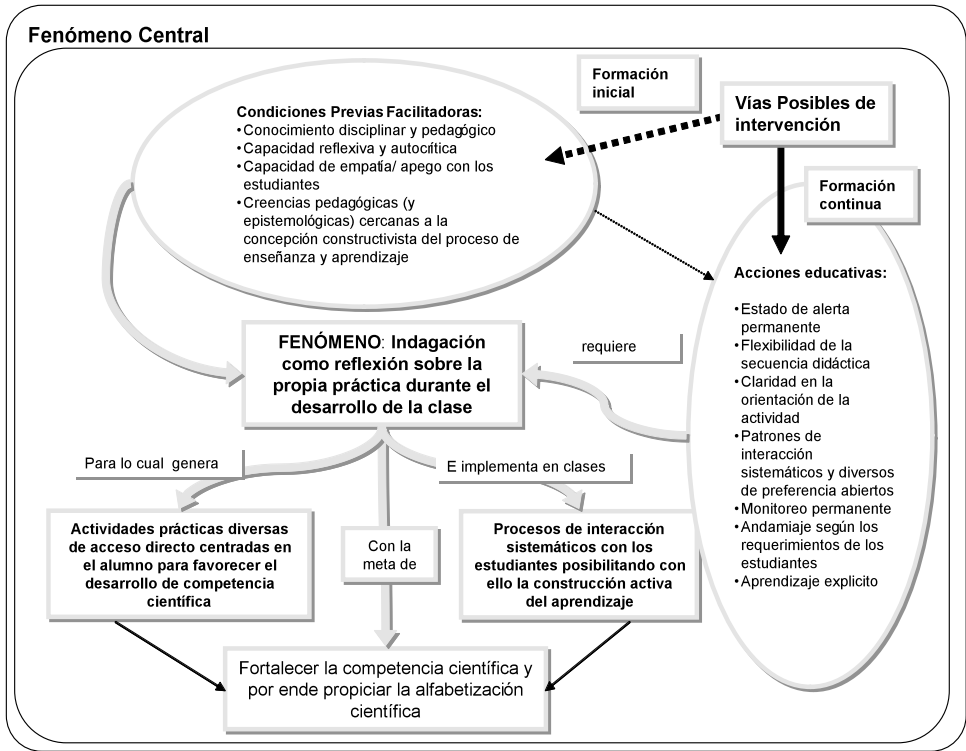 Fenómeno Central
Formación
inicial
Vías Posibles de
intervención
Condiciones Previas Facilitadoras:
•Conocimiento disciplinar y pedagógico
•Capacidad reflexiva y autocrítica
•Capacidad de empatía/ apego con los
estudiantes
•Creencias pedagógicas (y
epistemológicas) cercanas a la
concepción constructivista del proceso de
enseñanza y aprendizaje
Formación
continua
Acciones educativas:
•Estado de alerta
permanente
•Flexibilidad de la
secuencia didáctica
•Claridad en la
orientación de la
actividad
•Patrones de
interacción
sistemáticos y diversos
de preferencia abiertos
•Monitoreo permanente
•Andamiaje según los
requerimientos de los
estudiantes
•Aprendizaje explicito
FENÓMENO: Indagación
como reflexión sobre la
propia práctica durante el
desarrollo de la clase
requiere
Para lo cual genera
E implementa en clases
Actividades prácticas diversas
de acceso directo centradas en
el alumno para favorecer el
desarrollo de competencia
científica
Con la
meta de
Procesos de interacción
sistemáticos con los
estudiantes posibilitando con
ello la construcción activa
del aprendizaje
Fortalecer la competencia científica y
por ende propiciar la alfabetización
científica